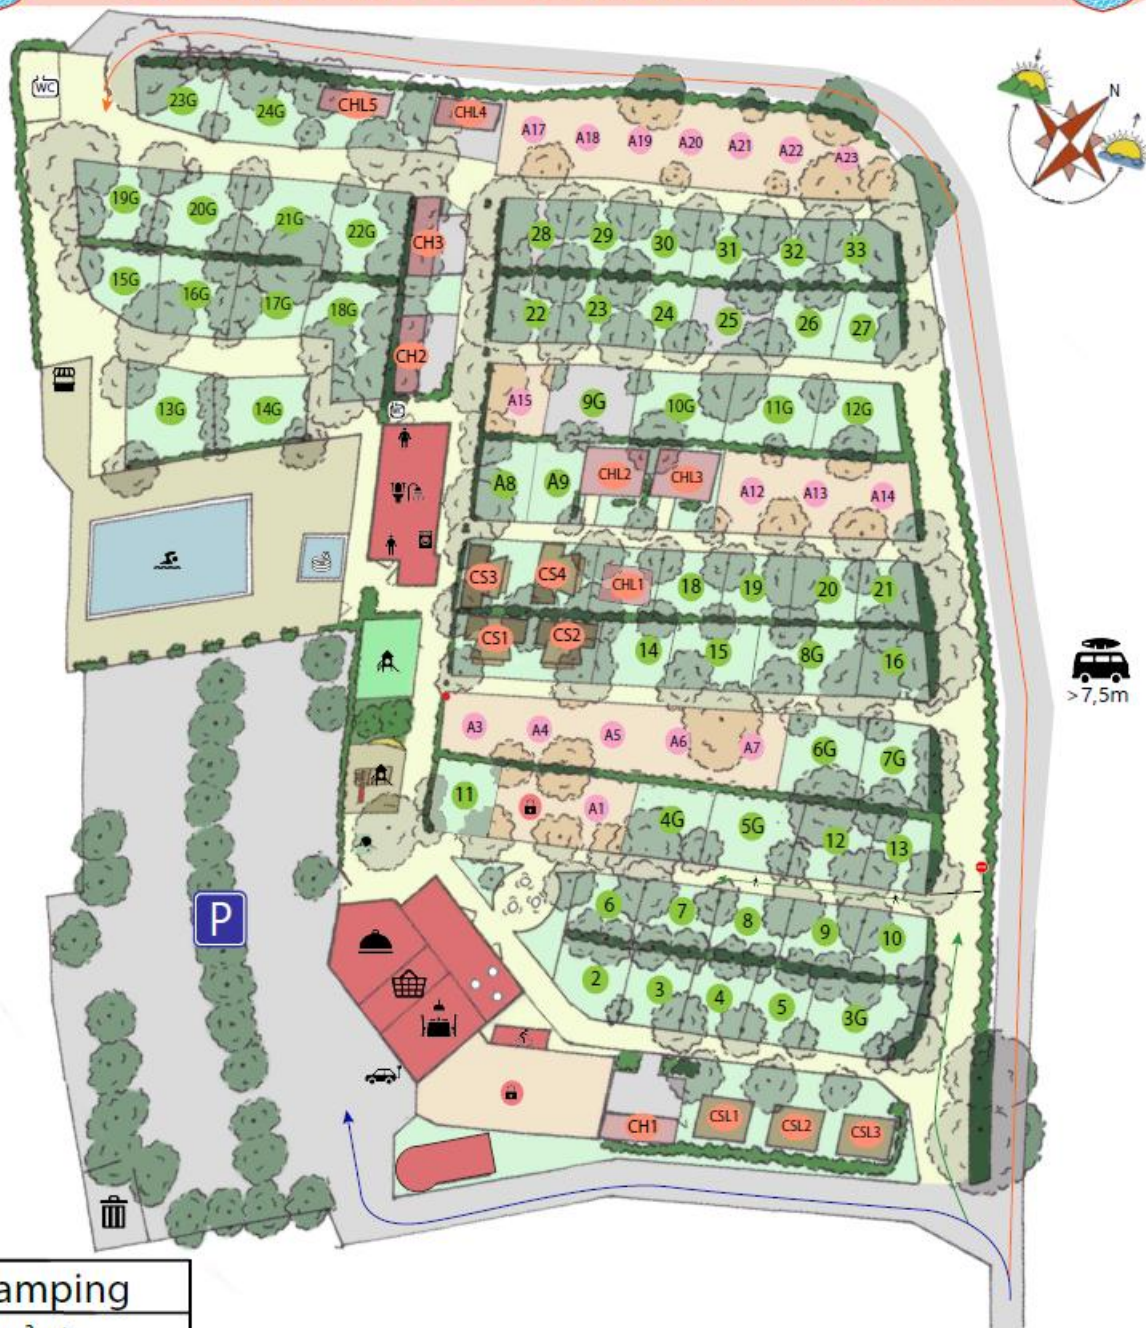 WC
N
23G 24G CHL5 CHL4
A17 A18 A19 A20 A21 A22 A23
19G 20G 21G 22G CH3
28 29 30 31 32 33
15G 16G 17G 18G
22 23 24 25 26 27
CH2
13G 14G
WC
A15 9G 10G 11G 12G
A8 A9 CHL2 CHL3 A12 A13 A14
CS3 CS4 CHL1 18 19 20 21
CS1 CS2 14 15 8G 16
>7,5m
A3 A4 A5 A6 A7 6G 7G
11 A1 4G 5G 12 13
P
6 7 8 9 10
2 3 4 5 3G
CH1 CSL1 CSL2 CSL3
amping